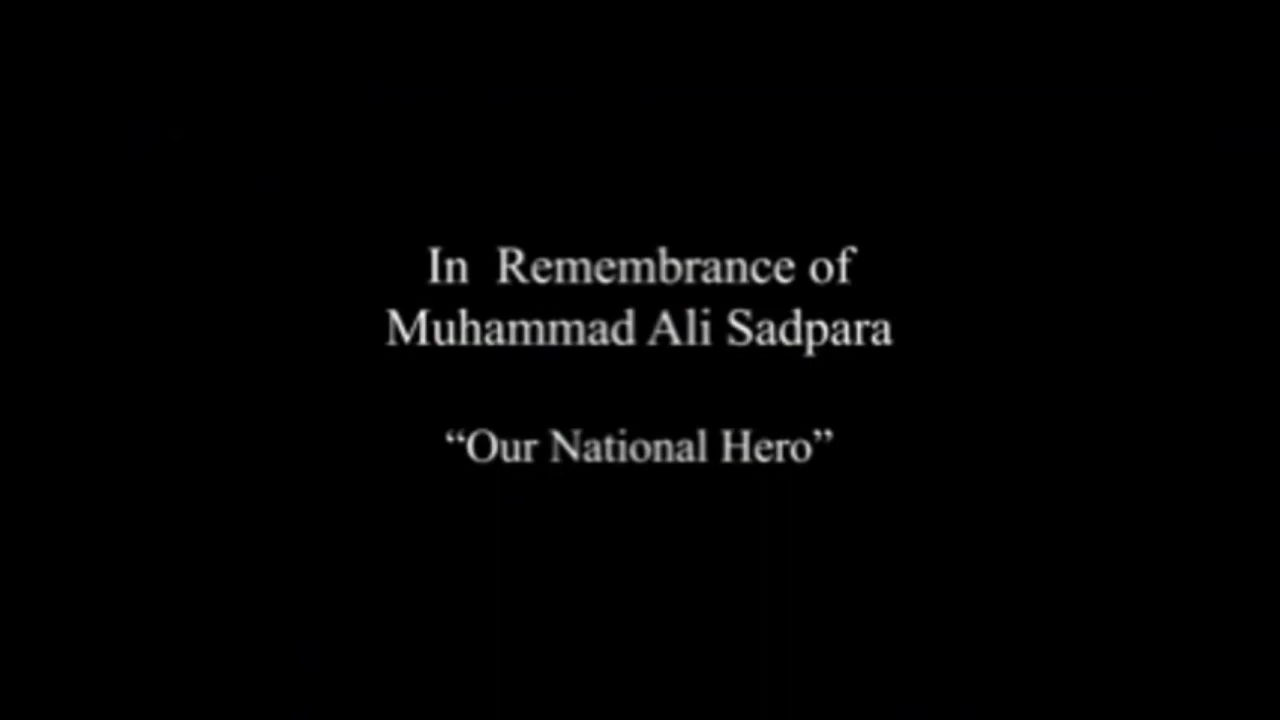 In Remembrance of
Muhammad Ali Sadpara
“Our National Hero”